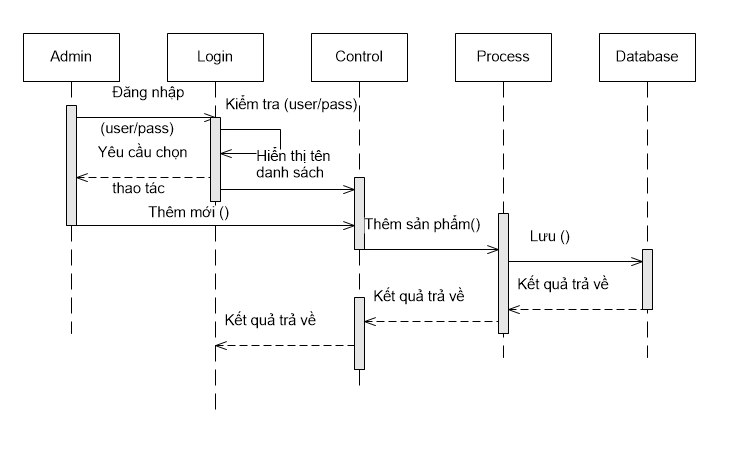 Admin
Login
Control
Process
Database
Đăng nhập
(user/pass)
Kiểm tra (user/pass)
Yêu cầu chọn
thao tác
Hiển thị tên
danh sách
Thêm mới ()
Thêm sản phẩm()
Lưu ()
Kết quả trả về
Kết quả trả về
Kết quả trả về